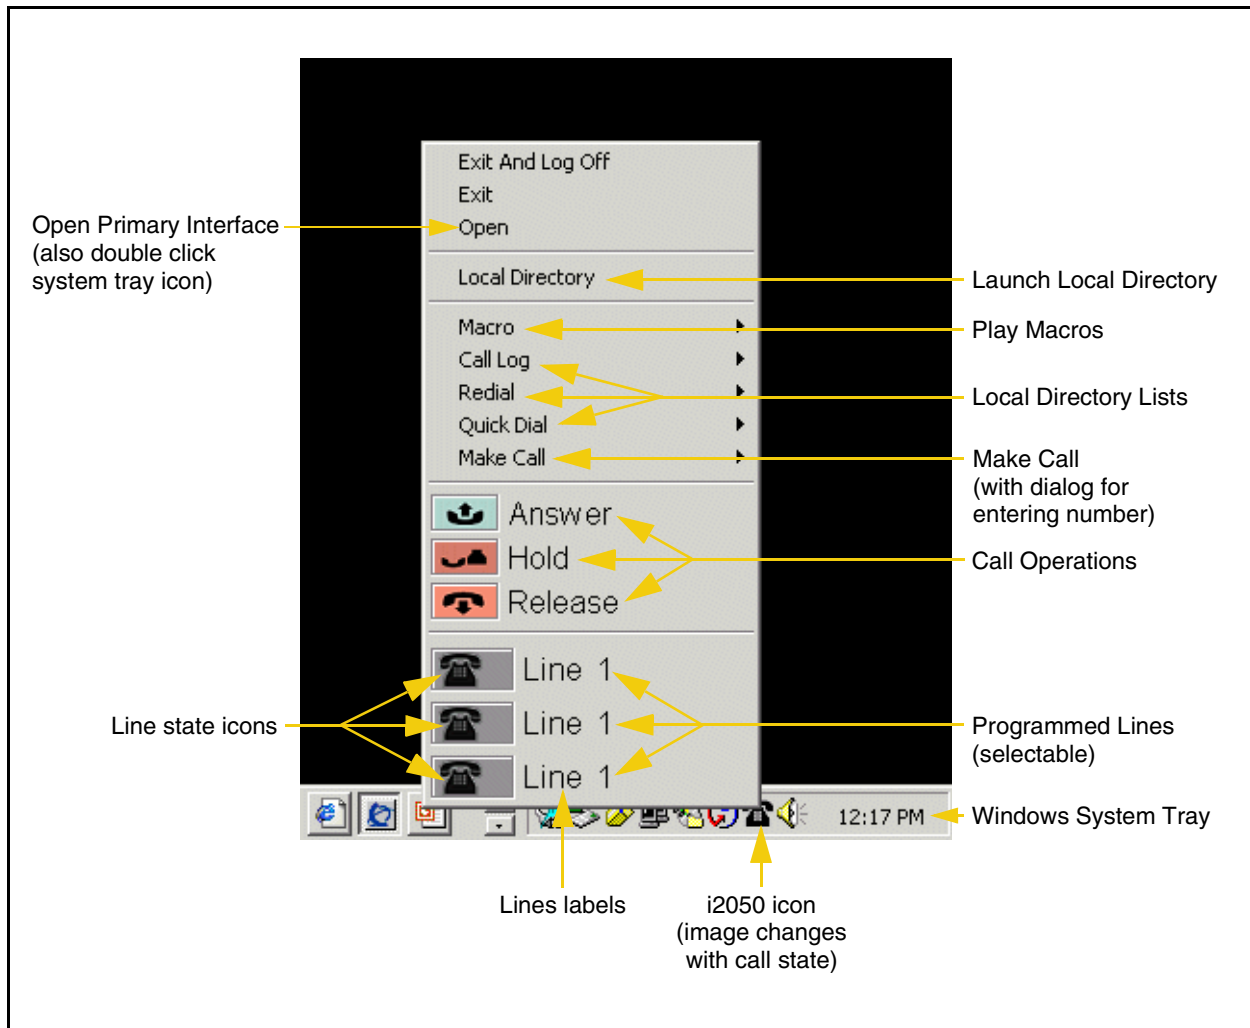 Exit And Log Off
Exit
Open
Open Primary Interface
(also double click
system tray icon)
Local Directory
Launch Local Directory
Macro
Play Macros
Call Log
Redial
Local Directory Lists
Quick Dial
Make Call
Make Call
(with dialog for
entering number)
Answer
Hold
Call Operations
Release
Line 1
Line state icons
Line 1
Programmed Lines
(selectable)
Line 1
12:17 PM
Windows System Tray
Lines labels
i2050 icon
(image changes
with call state)